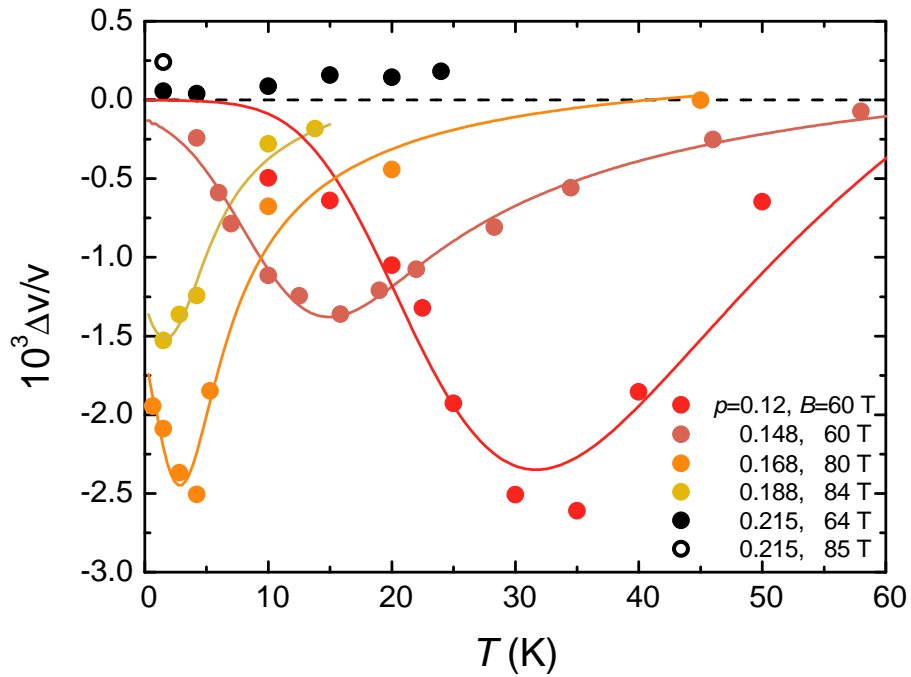 0.5
0.0
-0.5
-1.0
-1.5
-2.0
-2.5
-3.0
10³Δv/v
0 10 20 30 40 50 60
T (K)
p=0.12, B=60 T
0.148, 60 T
0.168, 80 T
0.188, 84 T
0.215, 64 T
0.215, 85 T